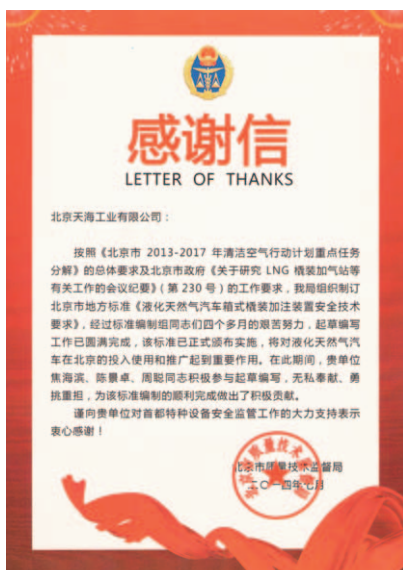 感谢信
LETTER OF THANKS
北京天海工业有限公司：
按照《北京市 2013-2017 年清洁空气行动计划重点任务
分解》的总体要求及北京市政府《关于研究 LNG 橇装加气站等
有关工作的会议纪要》（第 230 号）的工作要求，我局组织制订
北京市地方标准《液化天然气汽车箱式橇装加注装置安全技术
要求》，经过标准编制组同志们四个多月的艰苦努力，起草编写
工作已圆满完成，该标准已正式颁布实施，将对液化天然气汽
车在北京的投入使用和推广起到重要作用。在此期间，贵单位
焦海滨、陈景卓、周聪同志积极参与起草编写，无私奉献、勇
挑重担，为该标准编制的顺利完成做出了积极贡献。
谨向贵单位对首都特种设备安全监管工作的大力支持表示
衷心感谢！
北京市质量技术监督局
二〇一四年七月